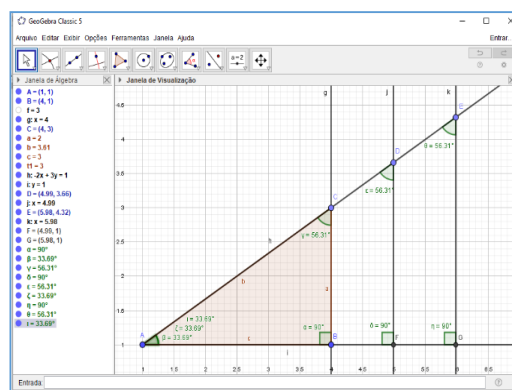 GeoGebra Classic 5
Arquivo Editar Exibir Opções Ferramentas Janela Ajuda
Entrar...
a=2
Janela de Álgebra
Janela de Visualização
A = (1, 1)
B = (4, 1)
f = 3
g: x = 4
C = (4, 3)
a = 2
b = 3.61
c = 3
t1 = 3
h: -2x + 3y = 1
i: y = 1
D = (4.99, 3.66)
j: x = 4.99
E = (5.98, 4.32)
k: x = 5.98
F = (4.99, 1)
G = (5.98, 1)
α = 90°
β = 33.69°
γ = 56.31°
δ = 90°
ε = 56.31°
ζ = 33.69°
η = 90°
θ = 56.31°
ι = 33.69°
g
j
k
4.5
E
θ = 56.31°
4
D
3.5
ε = 56.31°
C
3
γ = 56.31°
h
2.5
b
2
a
1.5
ι = 33.69°
ζ = 33.69°
α = 90°
δ = 90°
η = 90°
A
β = 33.69°
c
B
F
1
i
1
1.5
2
2.5
3
3.5
4
4.5
5
5.5
6
6.5
Entrada: